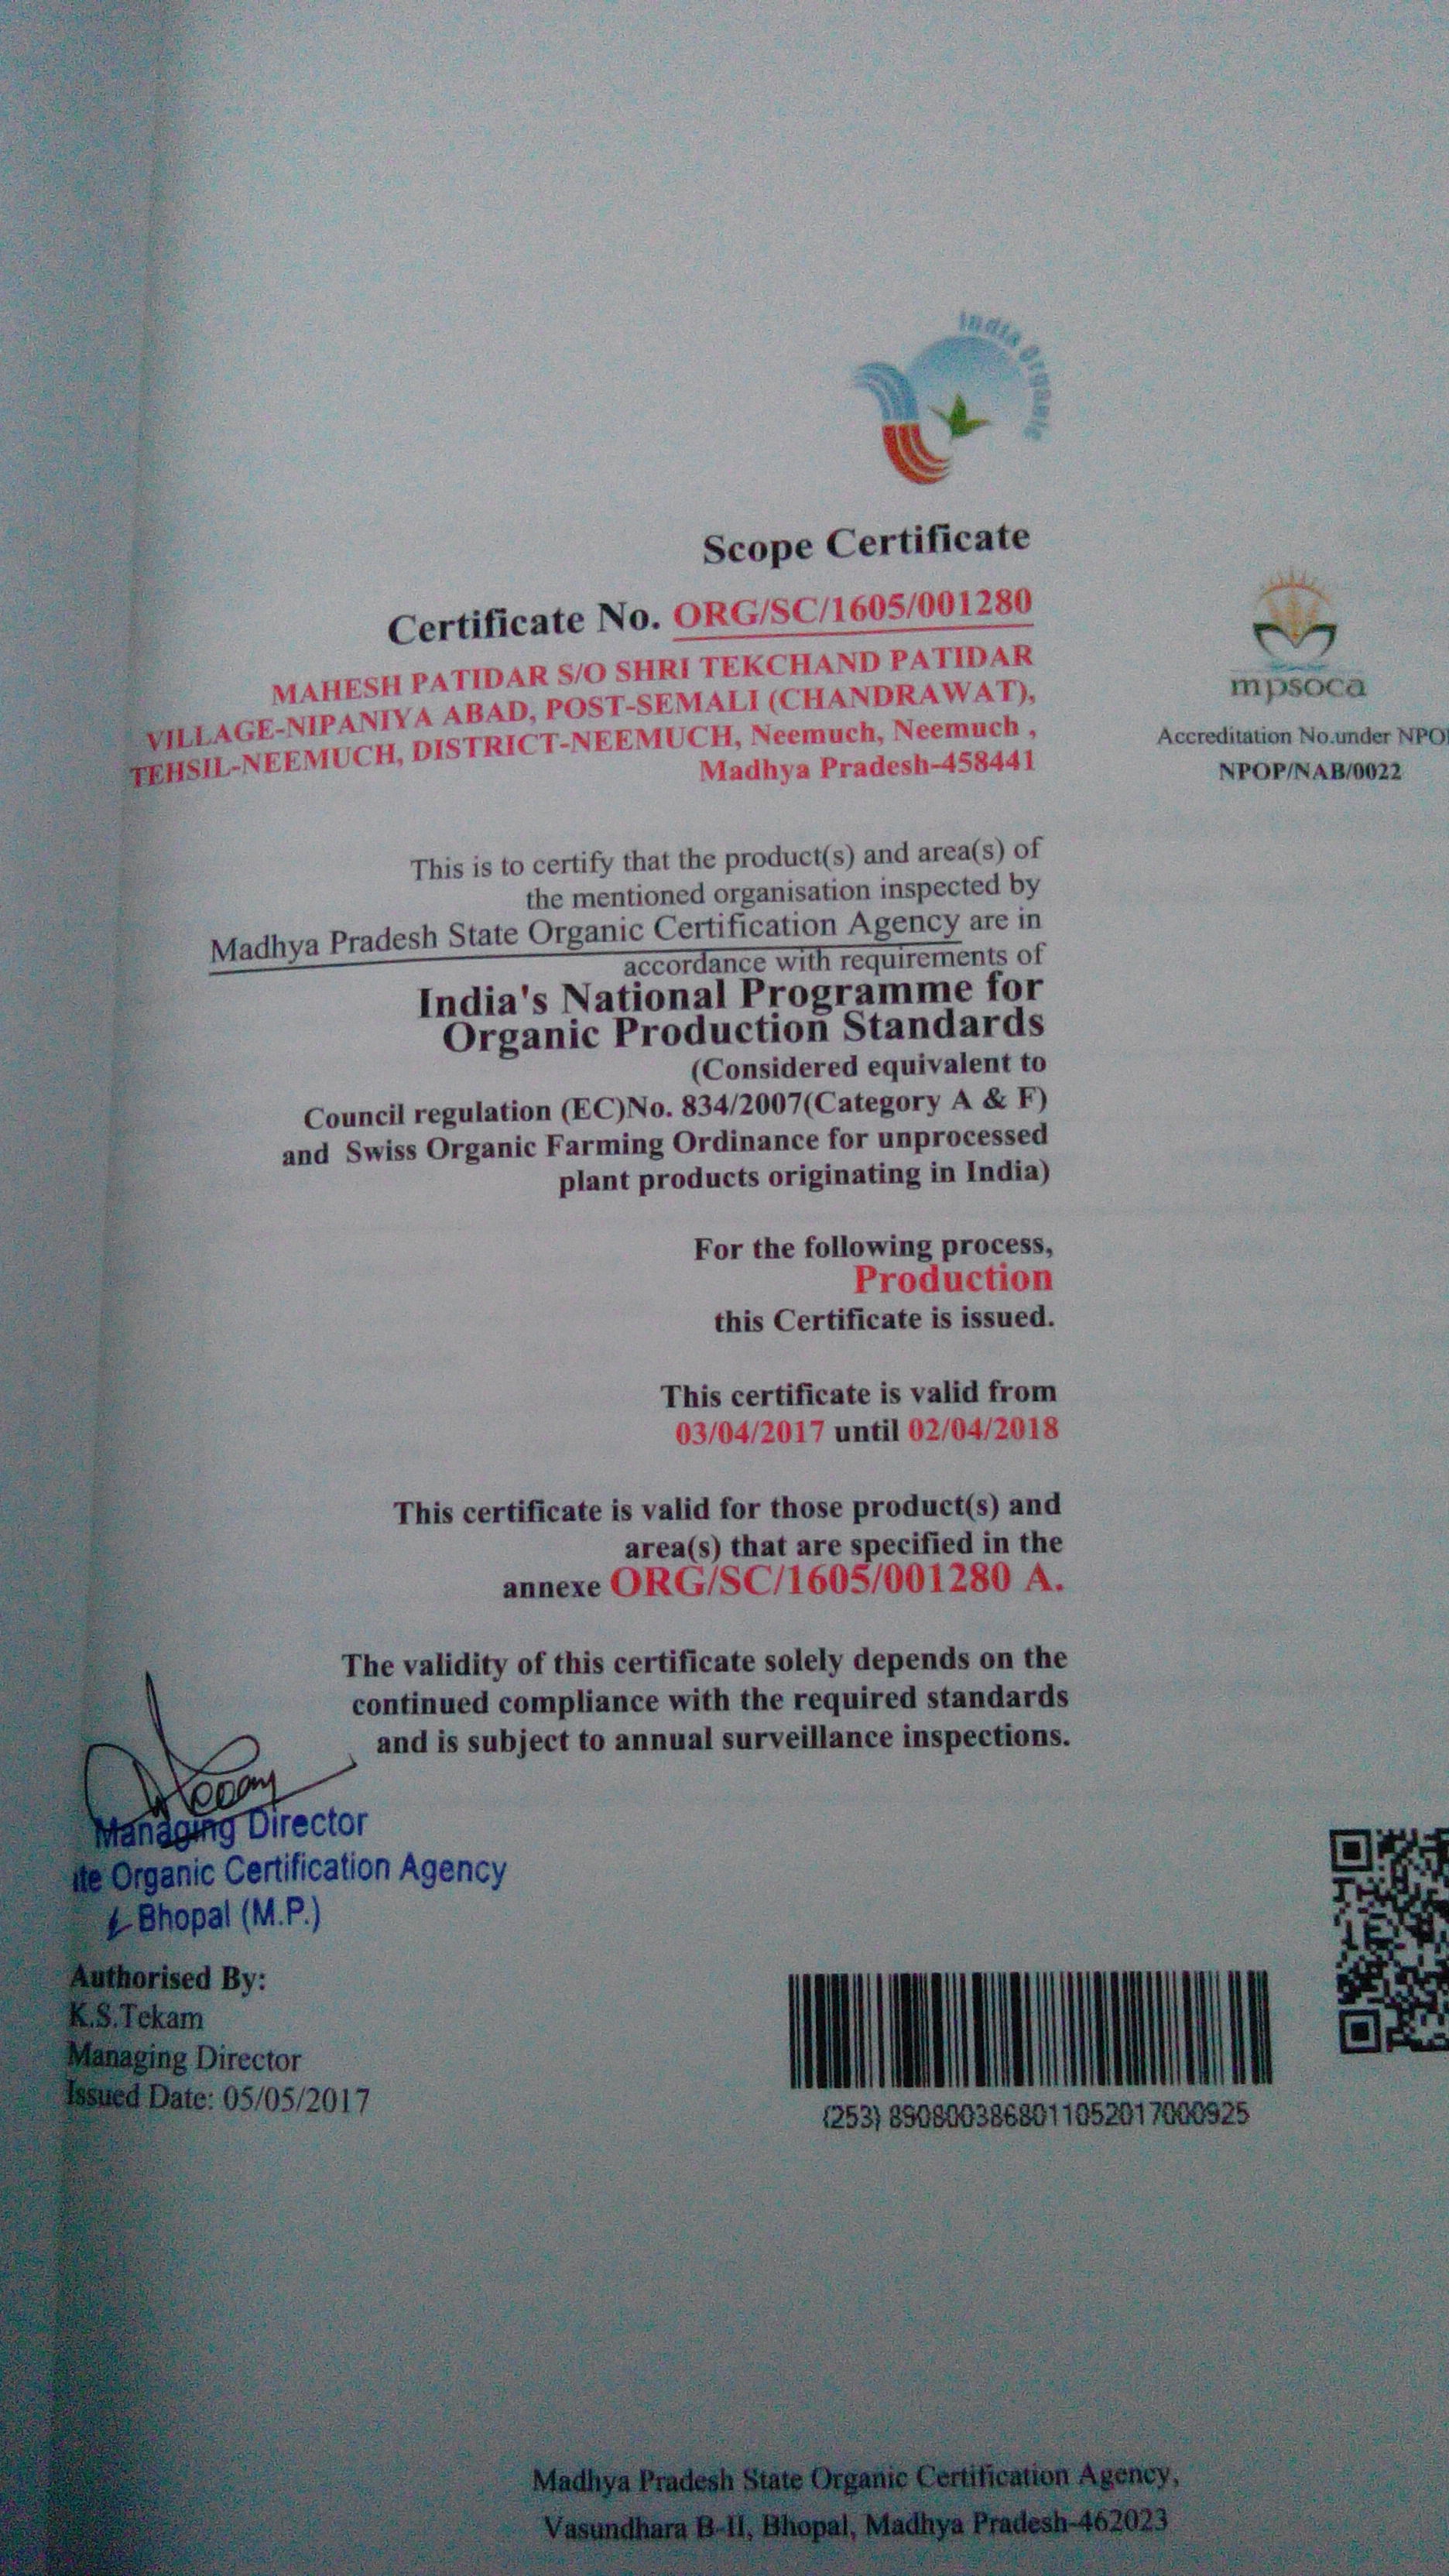 India Organic
Scope Certificate
Certificate No. ORG/SC/1605/001280
MAHESH PATIDAR S/O SHRI TEKCHAND PATIDAR
VILLAGE-NIPANIYA ABAD, POST-SEMALI (CHANDRAWAT),
TEHSIL-NEEMUCH, DISTRICT-NEEMUCH, Neemuch, Neemuch ,
Madhya Pradesh-458441
mpsoca
Accreditation No.under NPO
NPOP/NAB/0022
This is to certify that the product(s) and area(s) of
the mentioned organisation inspected by
Madhya Pradesh State Organic Certification Agency are in
accordance with requirements of
India's National Programme for
Organic Production Standards
(Considered equivalent to
Council regulation (EC)No. 834/2007(Category A & F)
and Swiss Organic Farming Ordinance for unprocessed
plant products originating in India)
For the following process,
Production
this Certificate is issued.
This certificate is valid from
03/04/2017 until 02/04/2018
This certificate is valid for those product(s) and
area(s) that are specified in the
annexe ORG/SC/1605/001280 A.
The validity of this certificate solely depends on the
continued compliance with the required standards
and is subject to annual surveillance inspections.
Managing Director
te Organic Certification Agency
Bhopal (M.P.)
Authorised By:
K.S.Tekam
Managing Director
Issued Date: 05/05/2017
(253) 8908003868011052017000925
Madhya Pradesh State Organic Certification Agency,
Vasundhara B-II, Bhopal, Madhya Pradesh-462023